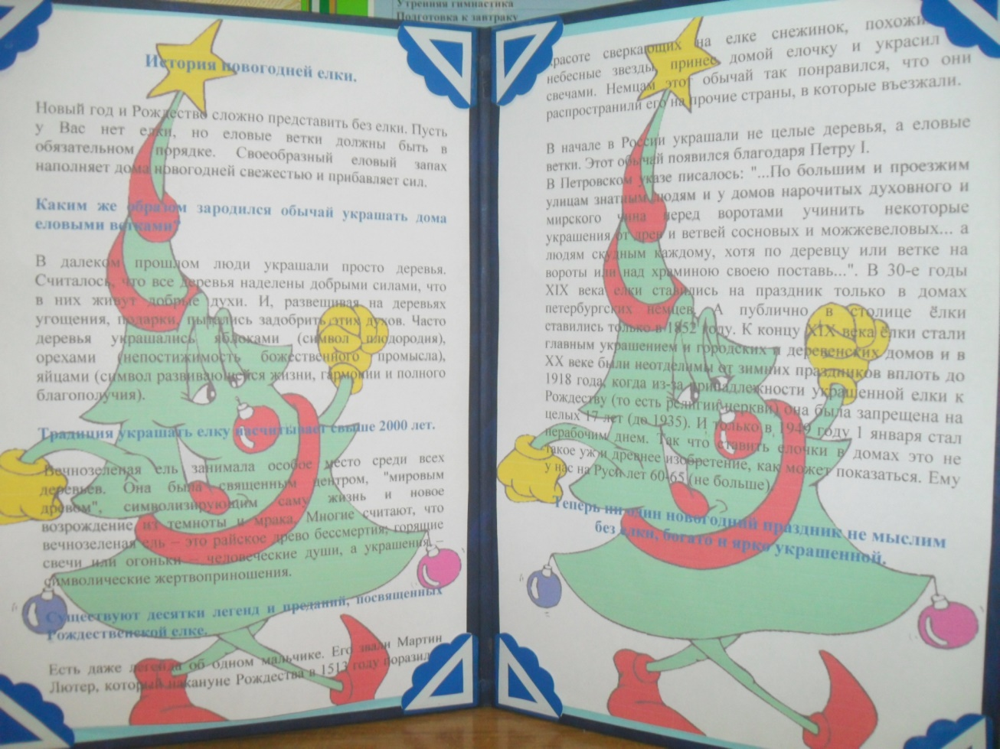 Утренняя гимнастика
Подготовка к завтраку
История новогодней елки.
Новый год и Рождество сложно представить без елки. Пусть
у Вас нет елки, но еловые ветки должны быть в
обязательном порядке. Своеобразный еловый запах
наполняет дома новогодней свежестью и прибавляет сил.
Каким же образом зародился обычай украшать дома
еловыми ветками?
В далеком прошлом люди украшали просто деревья.
Считалось, что все деревья наделены добрыми силами, что
в них живут добрые духи. И, развешивая на деревьях
угощения, подарки, пытались задобрить этих духов. Часто
деревья украшались яблоками (символ плодородия),
орехами (непостижимость божественного промысла),
яйцами (символ развивающейся жизни, гармонии и полного
благополучия).
Традиция украшать елку насчитывает свыше 2000 лет.
Вечнозеленая ель занимала особое место среди всех
деревьев. Она была священным центром, "мировым
древом", символизирующим саму жизнь и новое
возрождение из темноты и мрака. Многие считают, что
вечнозеленая ель – это райское древо бессмертия; горящие
свечи или огоньки – человеческие души, а украшения –
символические жертвоприношения.
Существуют десятки легенд и преданий, посвященных
Рождественской елке.
Есть даже легенда об одном мальчике. Его звали Мартин
Лютер, который накануне Рождества в 1513 году
красоте сверкающих на елке снежинок,
небесные звезды, принес домой елочку и украсил
свечами. Немцам этот обычай так понравился, что они
распространили его на прочие страны, в которые въезжали.
В начале в России украшали не целые деревья, а еловые
ветки. Этот обычай появился благодаря Петру I.
В Петровском указе писалось: "...По большим и проезжим
улицам знатным людям и у домов нарочитых духовного и
мирского чина перед воротами учинить некоторые
украшения от древ и ветвей сосновых и можжевеловых... а
людям скудным каждому, хотя по деревцу или ветке на
вороты или над храминою своею поставь...". В 30-е годы
XIX века елки ставились на праздник только в домах
петербургских немцев. А публично в столице ёлки
ставились только в 1852 году. К концу XIX века ёлки стали
главным украшением и городских и деревенских домов и в
XX веке были неотделимы от зимних праздников вплоть до
1918 года, когда из-за принадлежности украшенной елки к
Рождеству (то есть религии церкви) она была запрещена на
целых 17 лет (до 1935). И только в 1949 году 1 января стал
нерабочим днем. Так что ставить елочки в домах это не
такое уж и древнее изобретение, как может показаться. Ему
у нас на Руси лет 60-65 (не больше)
Теперь ни один новогодний праздник не мыслим
без елки, богато и ярко украшенной.